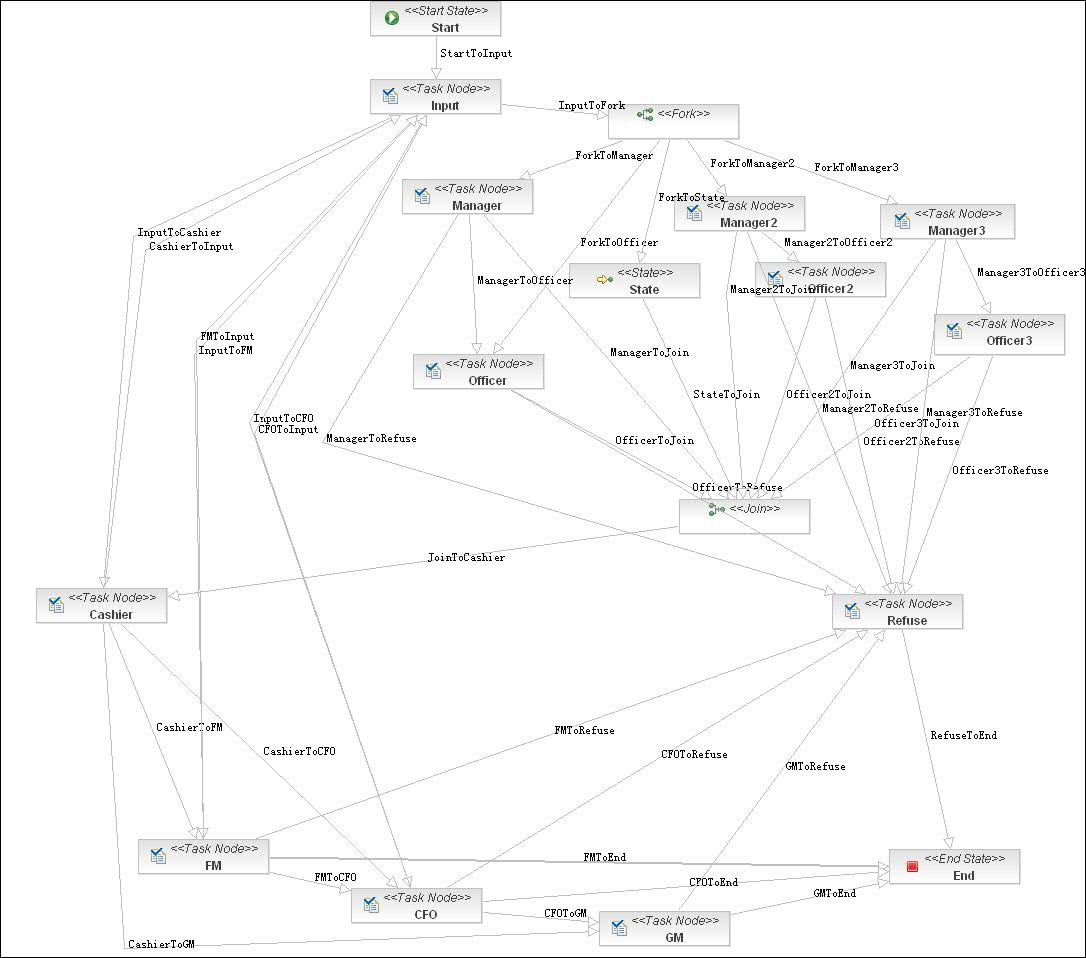 <<Start State>>
Start
StartToInput
<<Task Node>>
Input
InputToFork
<<Fork>>
ForkToManager
ForkToManager2
ForkToManager3
<<Task Node>>
Manager
ForkToState
<<Task Node>>
Manager2
<<Task Node>>
Manager3
InputToCashier
CashierToInput
ForkToOfficer
Manager2ToOfficer2
<<State>>
State
ManagerToOfficer
<<Task Node>>
Officer2
Manager2ToJoin
Manager3ToOfficer3
<<Task Node>>
Officer3
FMToInput
InputToFM
ManagerToJoin
<<Task Node>>
Officer
Manager3ToJoin
StateToJoin
Officer2ToJoin
Manager2ToRefuse
Manager3ToRefuse
InputToCFO
CFOToInput
ManagerToRefuse
OfficerToJoin
Officer3ToJoin
Officer2ToRefuse
Officer3ToRefuse
OfficerToRefuse
<<Join>>
JoinToCashier
<<Task Node>>
Cashier
<<Task Node>>
Refuse
CashierToFM
CashierToCFO
FMToRefuse
CFOToRefuse
GMToRefuse
RefuseToEnd
<<Task Node>>
FM
FMToEnd
<<End State>>
End
FMToCFO
CFOToEnd
GMToEnd
<<Task Node>>
CFO
CFOToGM
<<Task Node>>
GM
CashierToGM